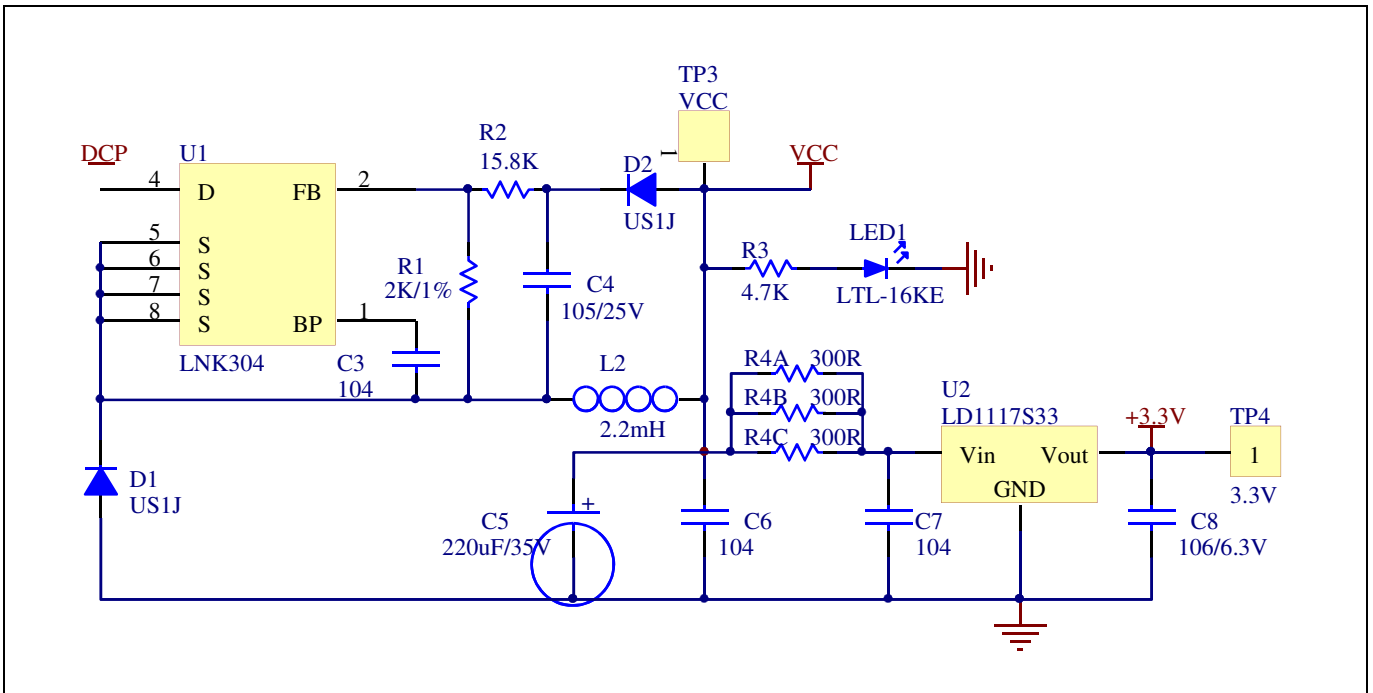 TP3
VCC
DCP
U1
4
D
FB
2
5
S
6
S
7
S
8
S
BP
1
LNK304
R2
15.8K
D2
US1J
1
VCC
R1
2K/1%
C4
105/25V
C3
104
R3
4.7K
LED1
LTL-16KE
L2
2.2mH
R4A 300R
R4B 300R
R4C 300R
U2
LD1117S33
Vin
Vout
GND
+3.3V
TP4
1
3.3V
D1
US1J
C5
+
220uF/35V
C6
104
C7
104
C8
106/6.3V